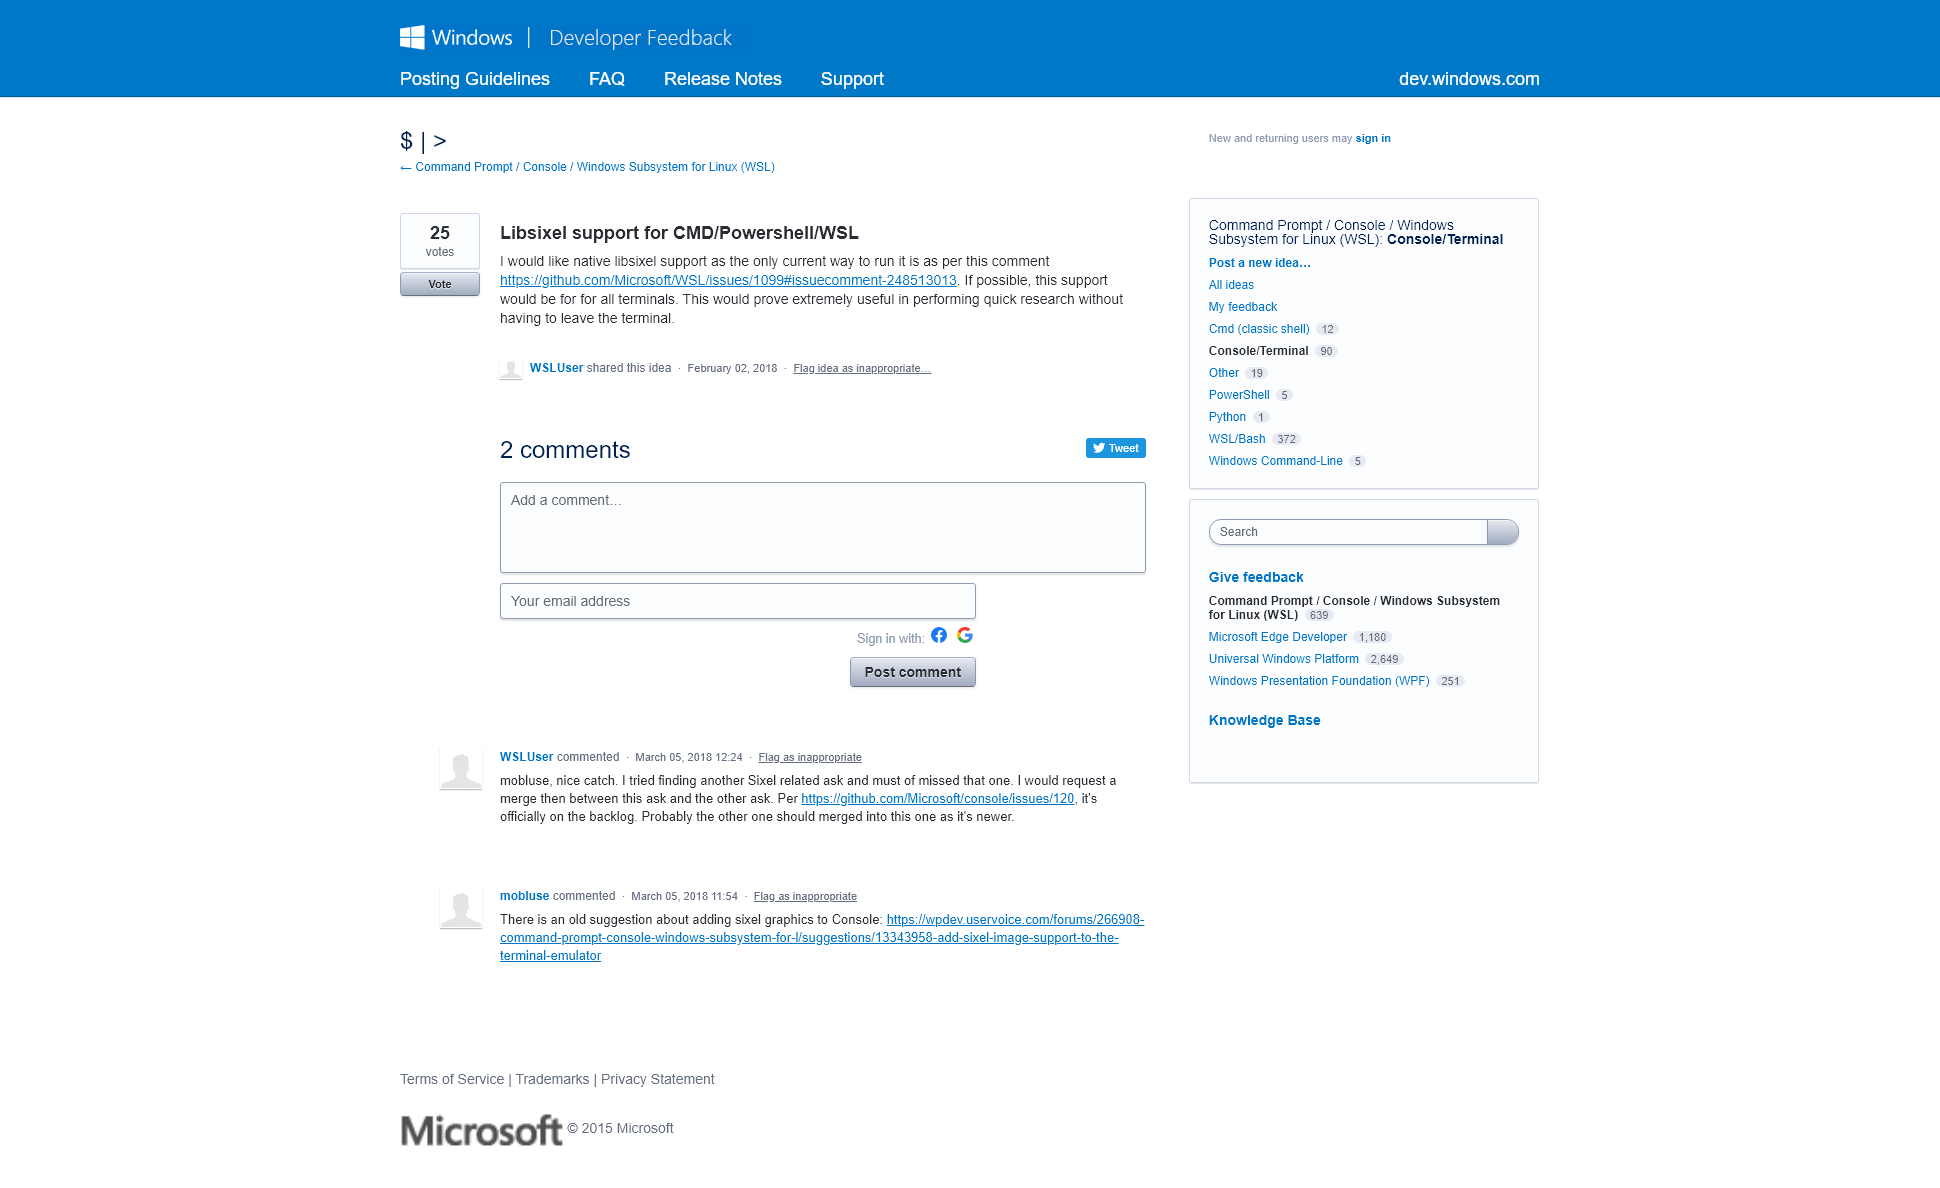 Windows | Developer Feedback
Posting Guidelines FAQ Release Notes Support dev.windows.com
$ | >
New and returning users may sign in
← Command Prompt / Console / Windows Subsystem for Linux (WSL)
25
votes
Vote
Libsixel support for CMD/Powershell/WSL
I would like native libsixel support as the only current way to run it is as per this comment
https://github.com/Microsoft/WSL/issues/1099#issuecomment-248513013. If possible, this support
would be for for all terminals. This would prove extremely useful in performing quick research without
having to leave the terminal.
WSLUser shared this idea · February 02, 2018 · Flag idea as inappropriate…
2 comments
Tweet
Add a comment…
Your email address
Sign in with:
Post comment
WSLUser commented · March 05, 2018 12:24 · Flag as inappropriate
mobluse, nice catch. I tried finding another Sixel related ask and must of missed that one. I would request a
merge then between this ask and the other ask. Per https://github.com/Microsoft/console/issues/120, it's
officially on the backlog. Probably the other one should merged into this one as it's newer.
mobluse commented · March 05, 2018 11:54 · Flag as inappropriate
There is an old suggestion about adding sixel graphics to Console: https://wpdev.uservoice.com/forums/266908-
command-prompt-console-windows-subsystem-for-l/suggestions/13343958-add-sixel-image-support-to-the-
terminal-emulator
Command Prompt / Console / Windows
Subsystem for Linux (WSL): Console/Terminal
Post a new idea…
All ideas
My feedback
Cmd (classic shell) 12
Console/Terminal 90
Other 19
PowerShell 5
Python 1
WSL/Bash 372
Windows Command-Line 5
Search
Give feedback
Command Prompt / Console / Windows Subsystem
for Linux (WSL) 639
Microsoft Edge Developer 1,180
Universal Windows Platform 2,649
Windows Presentation Foundation (WPF) 251
Knowledge Base
Terms of Service | Trademarks | Privacy Statement
Microsoft © 2015 Microsoft